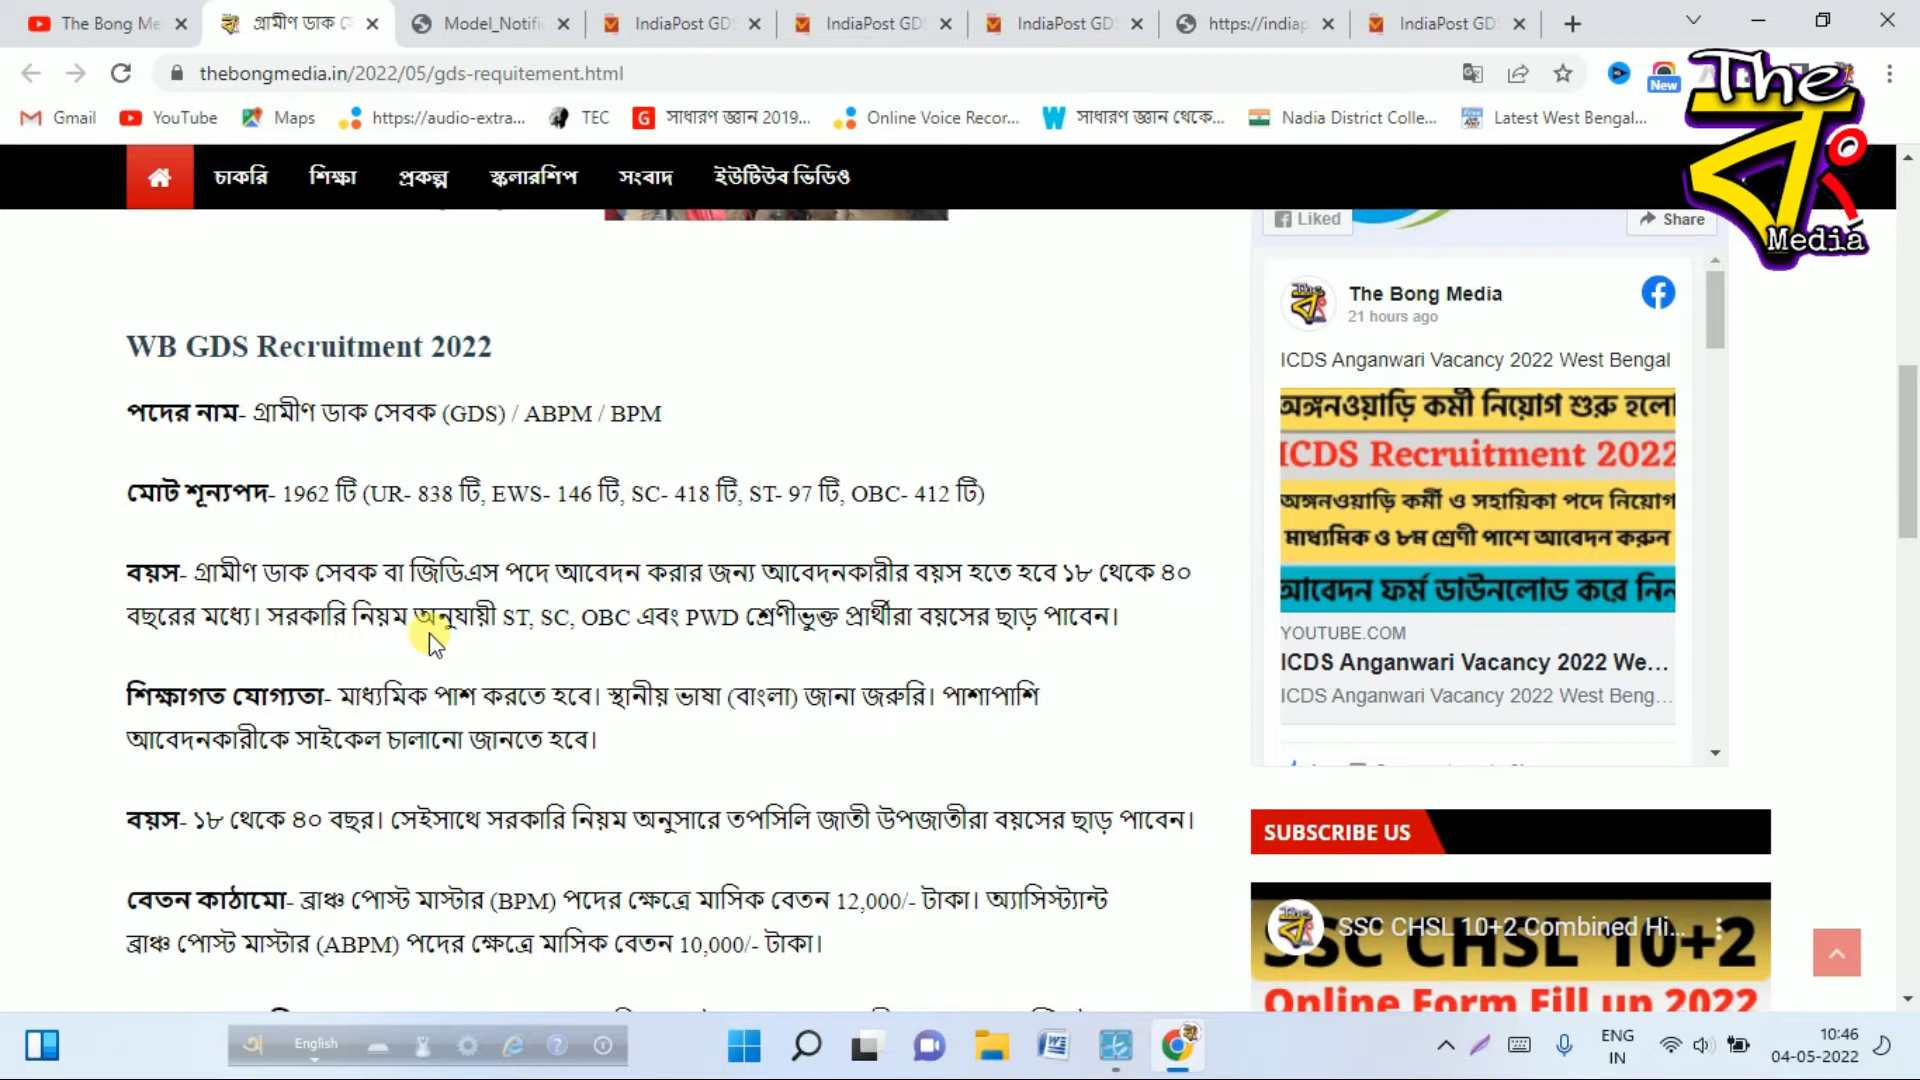 The Bong Me
গ্রামীণ ডাক সে
Model_Notifi
IndiaPost GD
IndiaPost GD
IndiaPost GD
https://indiap
IndiaPost GD
thebongmedia.in/2022/05/gds-requitement.html
New
Gmail
YouTube
Maps
https://audio-extra...
TEC
সাধারণ জ্ঞান 2019...
Online Voice Recor...
সাধারণ জ্ঞান থেকে...
Nadia District Colle...
Latest West Bengal...
The
বং
Media
চাকরি
শিক্ষা
প্রকল্প
স্কলারশিপ
সংবাদ
ইউটিউব ভিডিও
Liked
Share
WB GDS Recruitment 2022
পদের নাম- গ্রামীণ ডাক সেবক (GDS) / ABPM / BPM
মোট শূন্যপদ- 1962 টি (UR- 838 টি, EWS- 146 টি, SC- 418 টি, ST- 97 টি, OBC- 412 টি)
বয়স- গ্রামীণ ডাক সেবক বা জিডিএস পদে আবেদন করার জন্য আবেদনকারীর বয়স হতে হবে ১৮ থেকে ৪০
বছরের মধ্যে। সরকারি নিয়ম অনুযায়ী ST, SC, OBC এবং PWD শ্রেণীভুক্ত প্রার্থীরা বয়সের ছাড় পাবেন।
শিক্ষাগত যোগ্যতা- মাধ্যমিক পাশ করতে হবে। স্থানীয় ভাষা (বাংলা) জানা জরুরি। পাশাপাশি
আবেদনকারীকে সাইকেল চালানো জানতে হবে।
বয়স- ১৮ থেকে ৪০ বছর। সেইসাথে সরকারি নিয়ম অনুসারে তপসিলি জাতী উপজাতীরা বয়সের ছাড় পাবেন।
বেতন কাঠামো- ব্রাঞ্চ পোস্ট মাস্টার (BPM) পদের ক্ষেত্রে মাসিক বেতন 12,000/- টাকা। অ্যাসিস্ট্যান্ট
ব্রাঞ্চ পোস্ট মাস্টার (ABPM) পদের ক্ষেত্রে মাসিক বেতন 10,000/- টাকা।
The Bong Media
21 hours ago
ICDS Anganwari Vacancy 2022 West Bengal
অঙ্গনওয়াড়ি কর্মী নিয়োগ শুরু হলো
ICDS Recruitment 2022
অঙ্গনওয়াড়ি কর্মী ও সহায়িকা পদে নিয়োগ
মাধ্যমিক ও ৮ম শ্রেণী পাশে আবেদন করুন
আবেদন ফর্ম ডাউনলোড করে নিন
YOUTUBE.COM
ICDS Anganwari Vacancy 2022 We...
ICDS Anganwari Vacancy 2022 West Beng...
SUBSCRIBE US
SSC CHSL 10+2 Combined Hi...
SSC CHSL 10+2
Online Form Fill up 2022
English
ENG
IN
10:46
04-05-2022